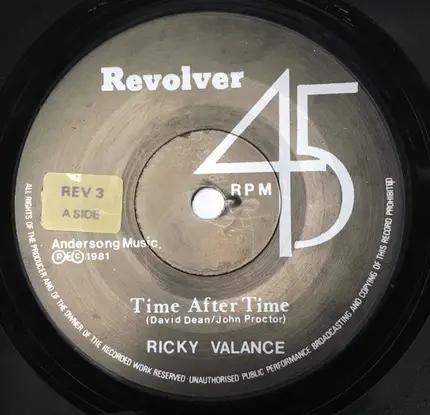 Revolver
45
RPM
REV 3
A SIDE
Andersong Music.
Ⓟ&Ⓒ 1981
Time After Time
(David Dean/John Proctor)
RICKY VALANCE
ALL RIGHTS OF THE PRODUCER AND OF THE OWNER OF THE RECORDED WORK RESERVED · UNAUTHORISED PUBLIC PERFORMANCE BROADCASTING AND COPYING OF THIS RECORD PROHIBITED